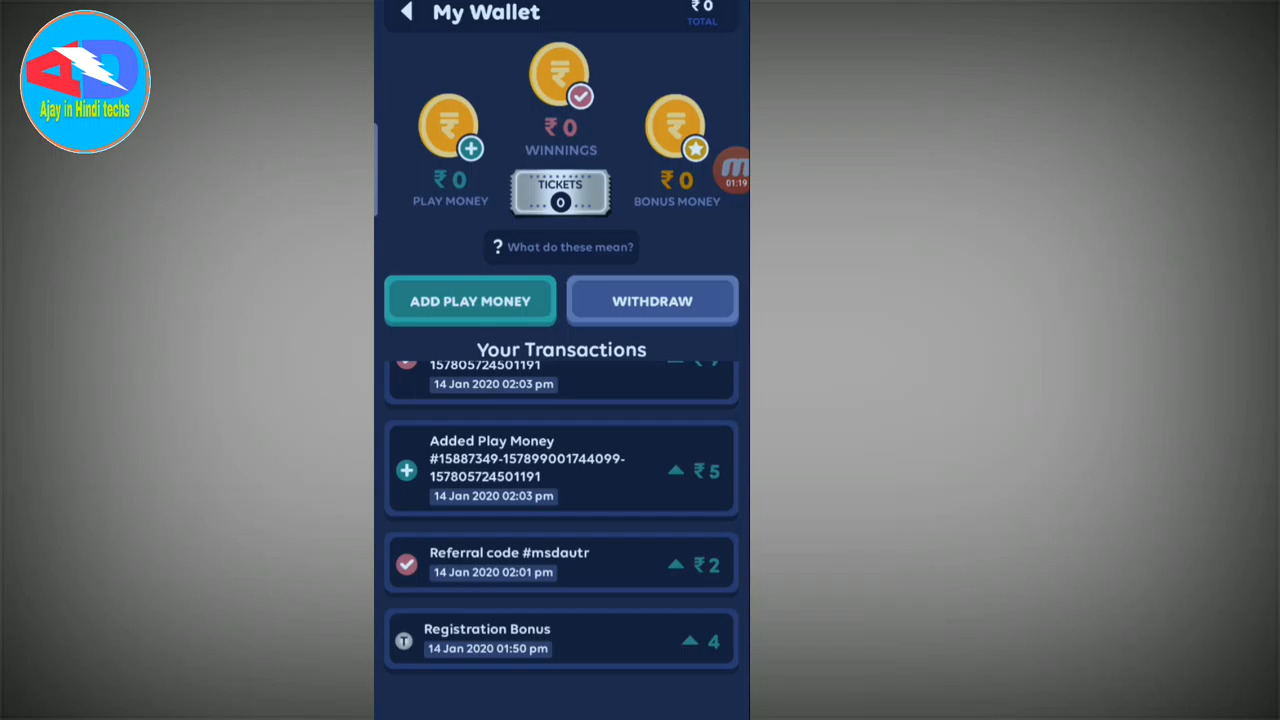 My Wallet
₹ 0
TOTAL
AD
Ajay in Hindi techs
₹ 0
WINNINGS
01:19
₹ 0
PLAY MONEY
TICKETS
0
₹ 0
BONUS MONEY
? What do these mean?
ADD PLAY MONEY
WITHDRAW
Your Transactions
157805724501191
14 Jan 2020 02:03 pm
Added Play Money
#15887349-157899001744099-
157805724501191
₹ 5
14 Jan 2020 02:03 pm
Referral code #msdautr
₹ 2
14 Jan 2020 02:01 pm
Registration Bonus
T
4
14 Jan 2020 01:50 pm